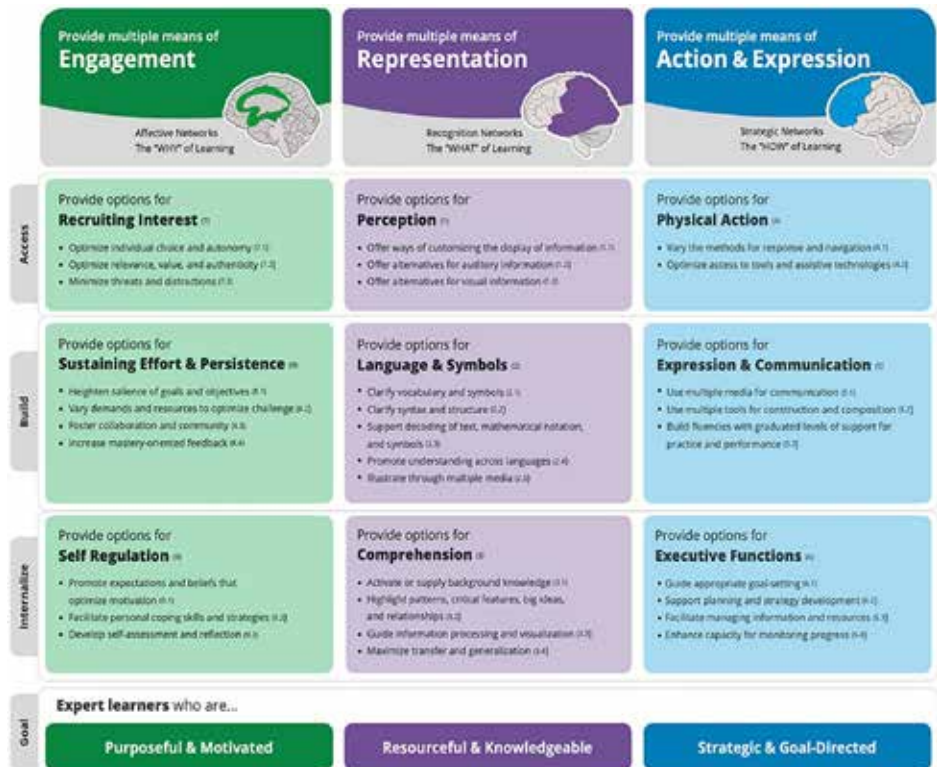 Provide multiple means of
Engagement
Affective Networks
The "WHY" of Learning
Provide multiple means of
Representation
Recognition Networks
The "WHAT" of Learning
Provide multiple means of
Action & Expression
Strategic Networks
The "HOW" of Learning
Access
Provide options for
Recruiting Interest
• Optimize individual choice and autonomy
• Optimize relevance, value, and authenticity
• Minimize threats and distractions
Provide options for
Perception
• Offer ways of customizing the display of information
• Offer alternatives for auditory information
• Offer alternatives for visual information
Provide options for
Physical Action
• Vary the methods for response and navigation
• Optimize access to tools and assistive technologies
Build
Provide options for
Sustaining Effort & Persistence
• Heighten salience of goals and objectives
• Vary demands and resources to optimize challenge
• Foster collaboration and community
• Increase mastery-oriented feedback
Provide options for
Language & Symbols
• Clarify vocabulary and symbols
• Clarify syntax and structure
• Support decoding of text, mathematical notation,
and symbols
• Promote understanding across languages
• Illustrate through multiple media
Provide options for
Expression & Communication
• Use multiple media for communication
• Use multiple tools for construction and composition
• Build fluencies with graduated levels of support for
practice and performance
Internalize
Provide options for
Self Regulation
• Promote expectations and beliefs that
optimize motivation
• Facilitate personal coping skills and strategies
• Develop self-assessment and reflection
Provide options for
Comprehension
• Activate or supply background knowledge
• Highlight patterns, critical features, big ideas,
and relationships
• Guide information processing and visualization
• Maximize transfer and generalization
Provide options for
Executive Functions
• Guide appropriate goal-setting
• Support planning and strategy development
• Facilitate managing information and resources
• Enhance capacity for monitoring progress
Goal
Expert learners who are...
Purposeful & Motivated
Resourceful & Knowledgeable
Strategic & Goal-Directed